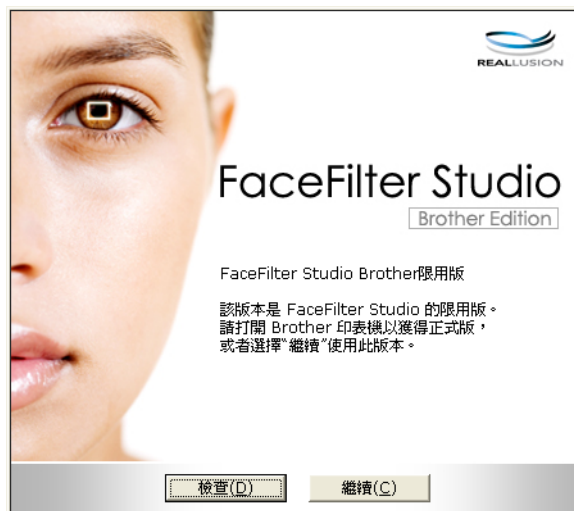 REALLUSION
FaceFilter Studio
Brother Edition
FaceFilter Studio Brother限用版
該版本是 FaceFilter Studio 的限用版。
請打開 Brother 印表機以獲得正式版，
或者選擇“繼續”使用此版本。
檢查(D)
繼續(C)